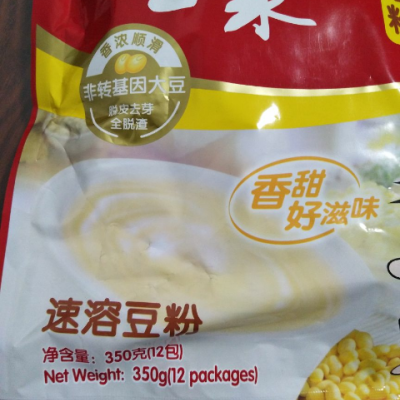 香浓顺滑
非转基因大豆
脱皮去芽
全脱渣
香甜
好滋味
速溶豆粉
净含量: 350克(12包)
Net Weight: 350g(12 packages)